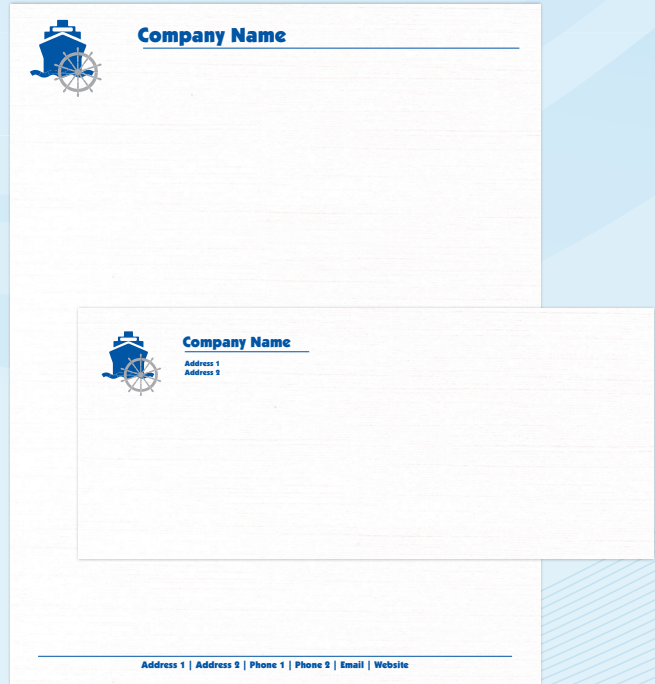 Company Name
Company Name
Address 1
Address 2
Address 1 | Address 2 | Phone 1 | Phone 2 | Email | Website